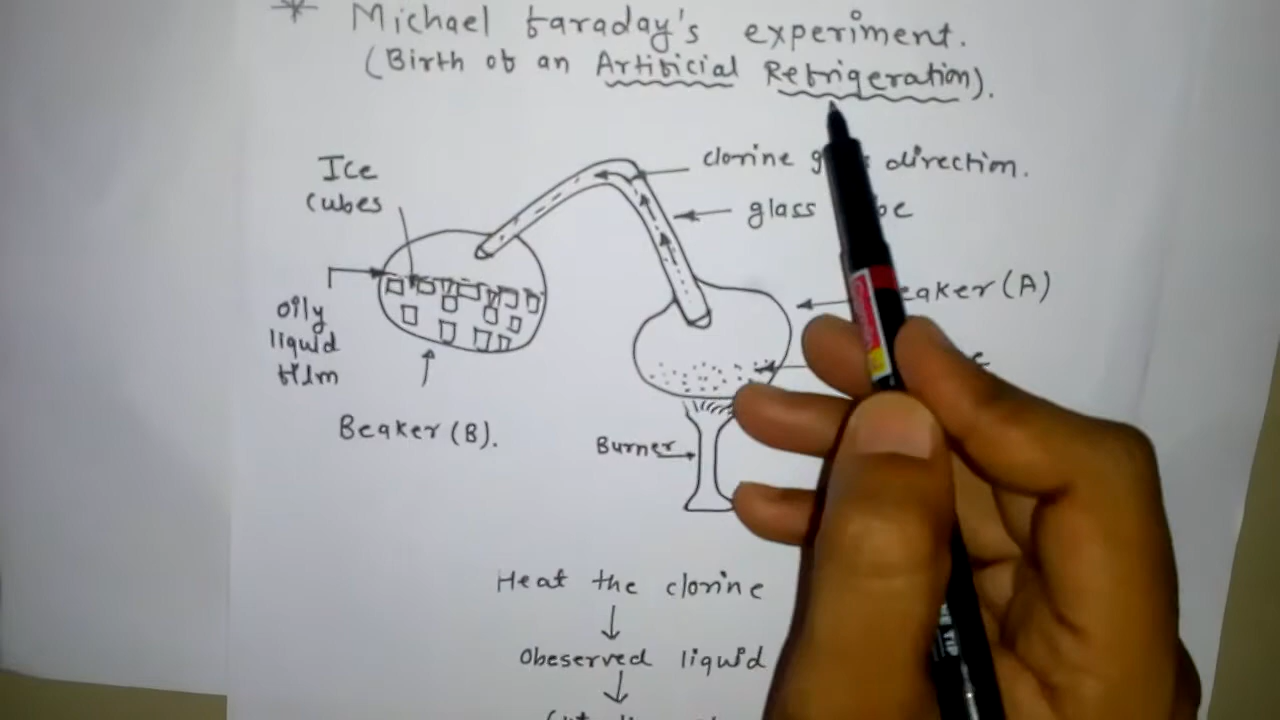 Michael faraday's experiment.
(Birth of an Artificial Refrigeration).
Ice
cubes
clorine direction.
glass
oily
liquid
film
Beaker (B).
eaker (A)
Burner
Heat the clorine
↓
Obeserved liquid
↓